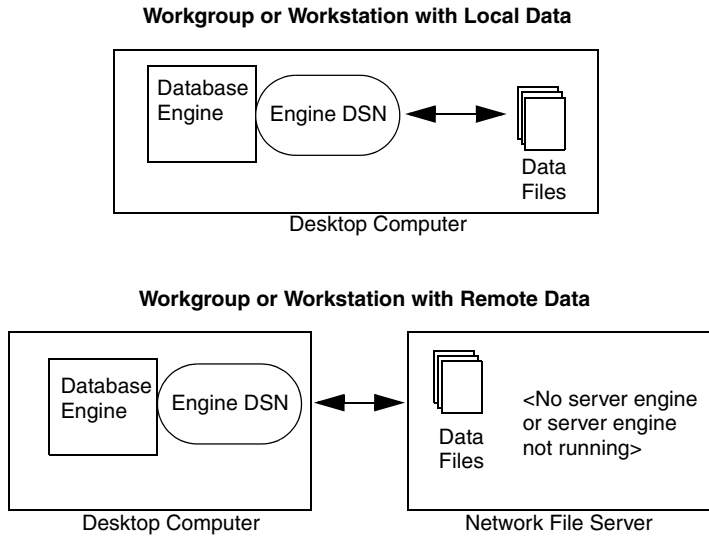 Workgroup or Workstation with Local Data
Database
Engine
Engine DSN
Data
Files
Desktop Computer
Workgroup or Workstation with Remote Data
Database
Engine
Engine DSN
Data
Files
<No server engine
or server engine
not running>
Desktop Computer
Network File Server